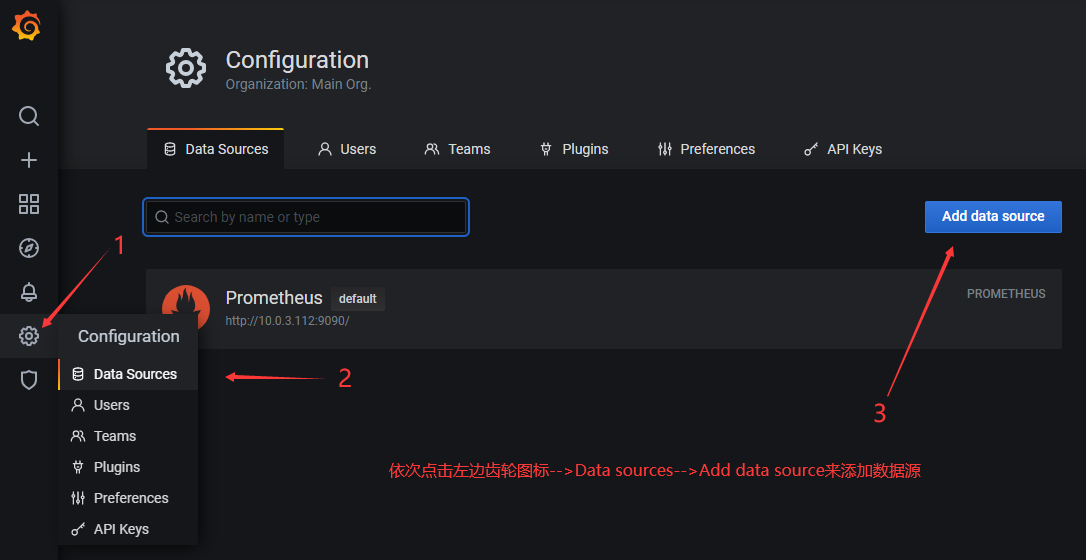 Configuration
Organization: Main Org.
Data Sources
Users
Teams
Plugins
Preferences
API Keys
Search by name or type
Add data source
1
Prometheus default
PROMETHEUS
http://10.0.3.112:9090/
Configuration
Data Sources
2
Users
3
Teams
Plugins
依次点击左边齿轮图标-->Data sources-->Add data source来添加数据源
Preferences
API Keys